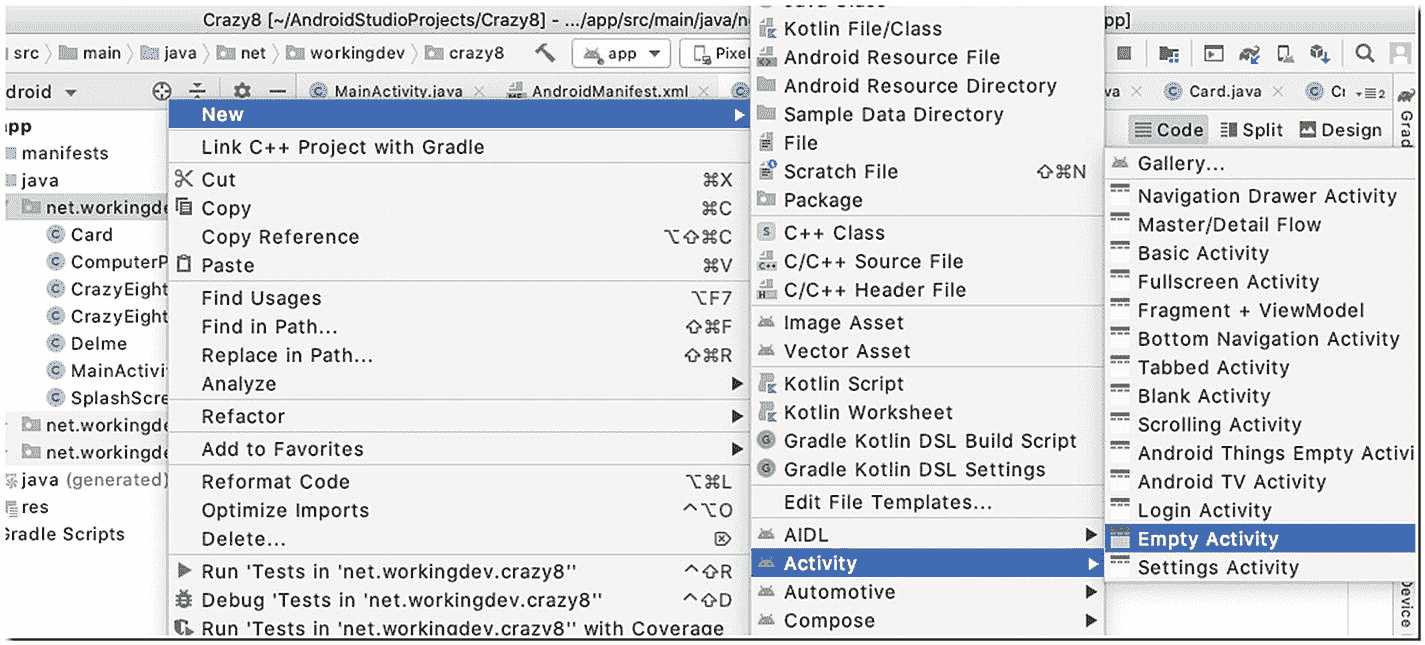 Crazy8 [~/AndroidStudioProjects/Crazy8] - .../app/src/main/java/n
pp]
src main java net workingdev crazy8 app Pixel
droid MainActivity.java AndroidManifest.xml va Card.java
Code Split Design
app
manifests
java
net.workingde
Card
ComputerP
CrazyEight
CrazyEight
Delme
MainActivi
SplashScre
net.workingde
net.workingde
java (generated)
res
Gradle Scripts
New
Link C++ Project with Gradle
Cut ⌘X
Copy ⌘C
Copy Reference ⌥⇧⌘C
Paste ⌘V
Find Usages ⌥F7
Find in Path... ⇧⌘F
Replace in Path... ⇧⌘R
Analyze
Refactor
Add to Favorites
Reformat Code ⌥⌘L
Optimize Imports ^⌥O
Delete... ⌦
Run 'Tests in 'net.workingdev.crazy8'' ^⇧R
Debug 'Tests in 'net.workingdev.crazy8'' ^⇧D
Run 'Tests in 'net.workingdev.crazy8'' with Coverage
Java Class
Kotlin File/Class
Android Resource File
Android Resource Directory
Sample Data Directory
File
Scratch File ⇧⌘N
Package
C++ Class
C/C++ Source File
C/C++ Header File
Image Asset
Vector Asset
Kotlin Script
Kotlin Worksheet
Gradle Kotlin DSL Build Script
Gradle Kotlin DSL Settings
Edit File Templates...
AIDL
Activity
Automotive
Compose
Gallery...
Navigation Drawer Activity
Master/Detail Flow
Basic Activity
Fullscreen Activity
Fragment + ViewModel
Bottom Navigation Activity
Tabbed Activity
Blank Activity
Scrolling Activity
Android Things Empty Activi
Android TV Activity
Login Activity
Empty Activity
Settings Activity
Grad
Device